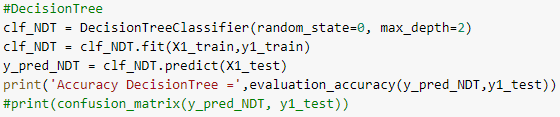 #DecisionTree
clf_NDT = DecisionTreeClassifier(random_state=0, max_depth=2)
clf_NDT = clf_NDT.fit(X1_train,y1_train)
y_pred_NDT = clf_NDT.predict(X1_test)
print('Accuracy DecisionTree =',evaluation_accuracy(y_pred_NDT,y1_test))
#print(confusion_matrix(y_pred_NDT, y1_test))